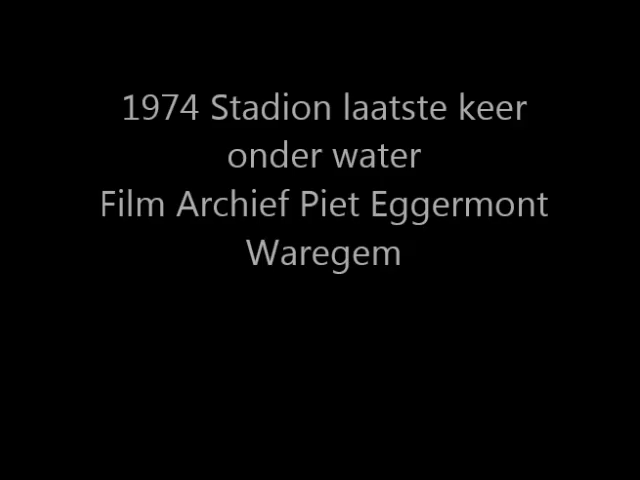 1974 Stadion laatste keer
onder water
Film Archief Piet Eggermont
Waregem